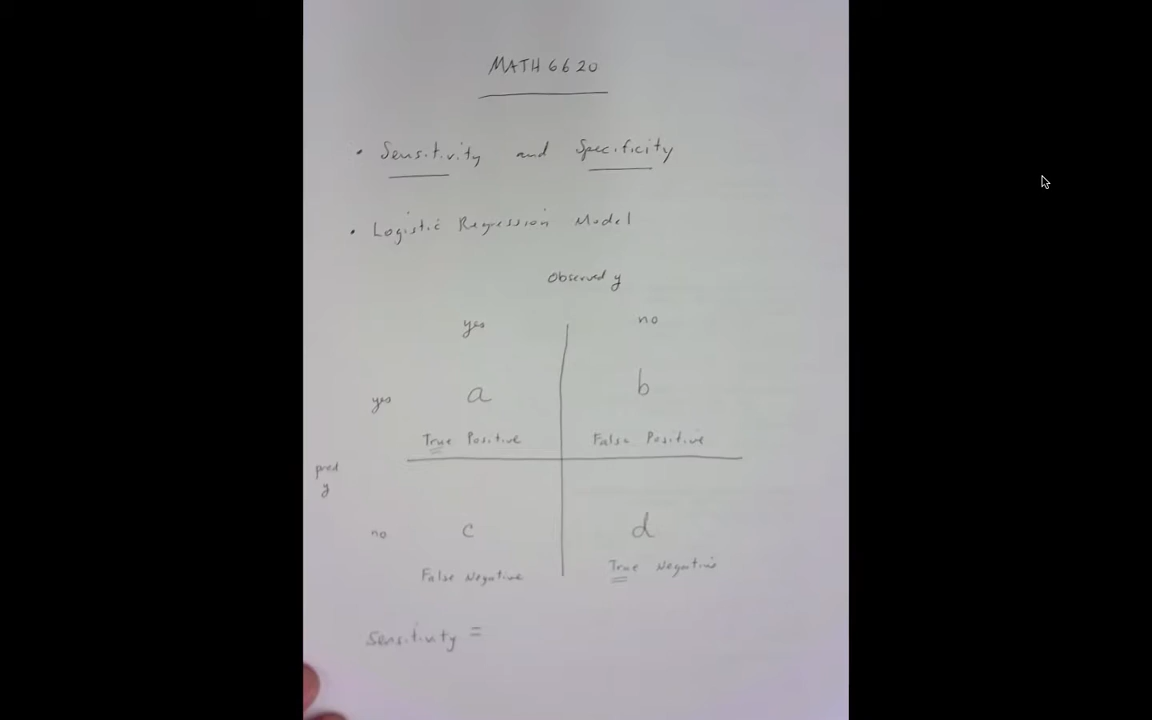 MATH 6620
• Sensitivity and Specificity
• Logistic Regression Model
Observed y
yes no
yes a b
True Positive False Positive
pred
y
no c d
False Negative True Negative
Sensitivity =